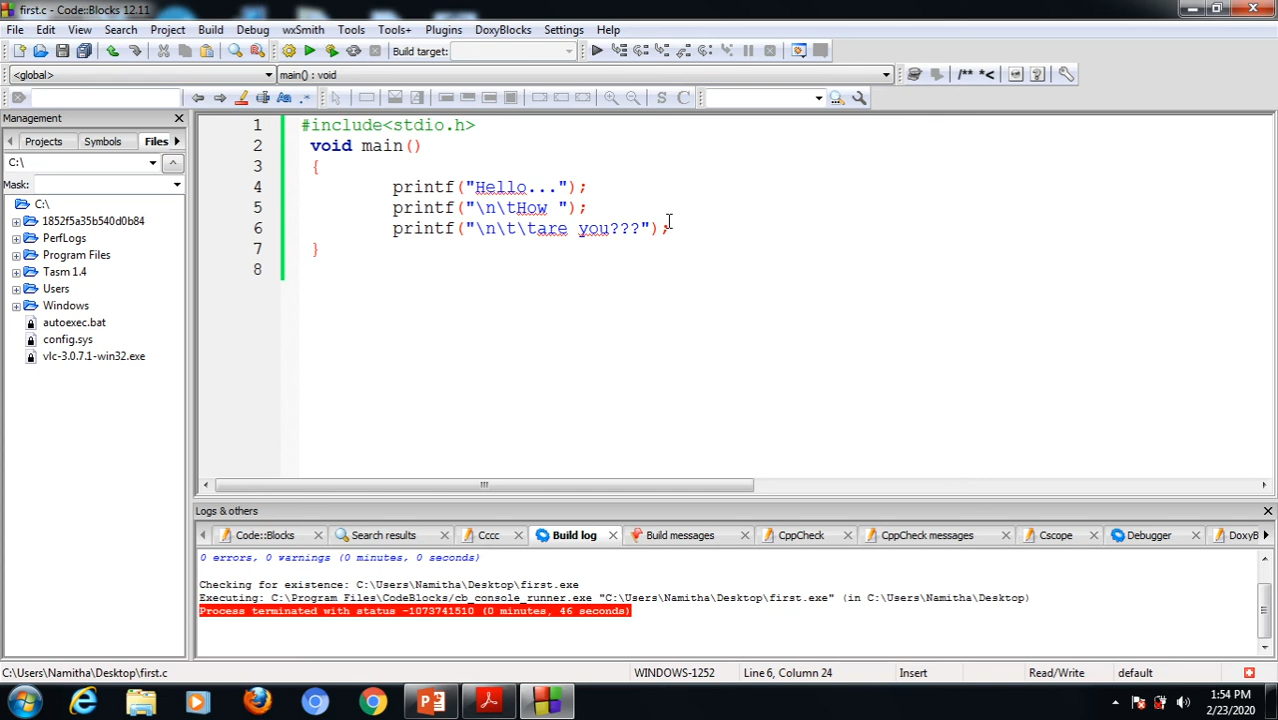 first.c - Code::Blocks 12.11
File Edit View Search Project Build Debug wxSmith Tools Tools+ Plugins DoxyBlocks Settings Help
Build target:
<global> main() : void /** *<
Management
Projects Symbols Files
C:\
Mask:
C:\
1852f5a35b540d0b84
PerfLogs
Program Files
Tasm 1.4
Users
Windows
autoexec.bat
config.sys
vlc-3.0.7.1-win32.exe
1 #include<stdio.h>
2 void main()
3 {
4 printf("Hello...");
5 printf("\n\tHow ");
6 printf("\n\t\tare you???");
7 }
8
Logs & others
Code::Blocks Search results Cccc Build log Build messages CppCheck CppCheck messages Cscope Debugger DoxyB
0 errors, 0 warnings (0 minutes, 0 seconds)
Checking for existence: C:\Users\Namitha\Desktop\first.exe
Executing: C:\Program Files\CodeBlocks/cb_console_runner.exe "C:\Users\Namitha\Desktop\first.exe" (in C:\Users\Namitha\Desktop)
Process terminated with status -1073741510 (0 minutes, 46 seconds)
C:\Users\Namitha\Desktop\first.c WINDOWS-1252 Line 6, Column 24 Insert Read/Write default
1:54 PM
2/23/2020